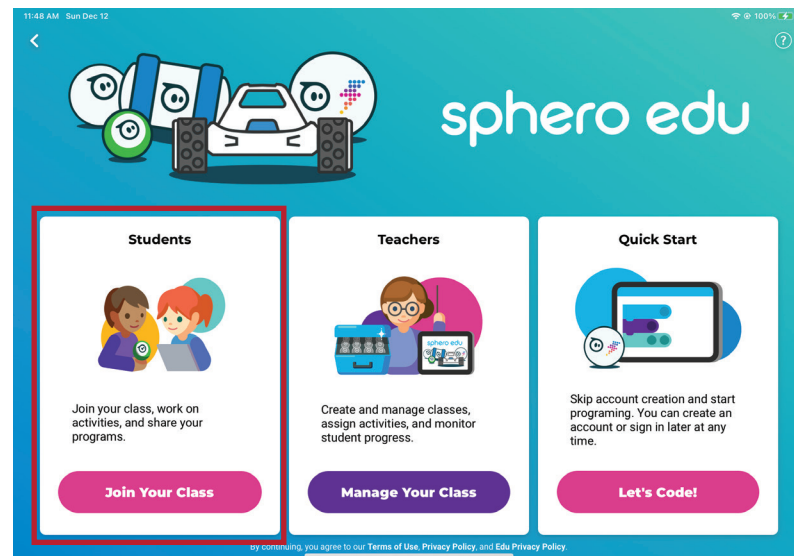 11:48 AM Sun Dec 12
100%
?
sphero edu
Students
Join your class, work on
activities, and share your
programs.
Join Your Class
Teachers
sphero edu
Create and manage classes,
assign activities, and monitor
student progress.
Manage Your Class
Quick Start
Skip account creation and start
programing. You can create an
account or sign in later at any
time.
Let's Code!
By continuing, you agree to our Terms of Use, Privacy Policy, and Edu Privacy Policy.